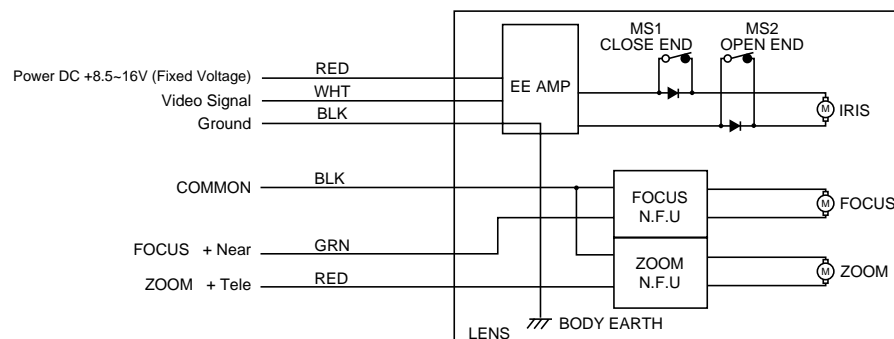 MS1
CLOSE END
MS2
OPEN END
Power DC +8.5~16V (Fixed Voltage)
RED
Video Signal
WHT
EE AMP
Ground
BLK
M
IRIS
COMMON
BLK
FOCUS
N.F.U
M
FOCUS
FOCUS + Near
GRN
ZOOM
N.F.U
M
ZOOM
ZOOM + Tele
RED
BODY EARTH
LENS